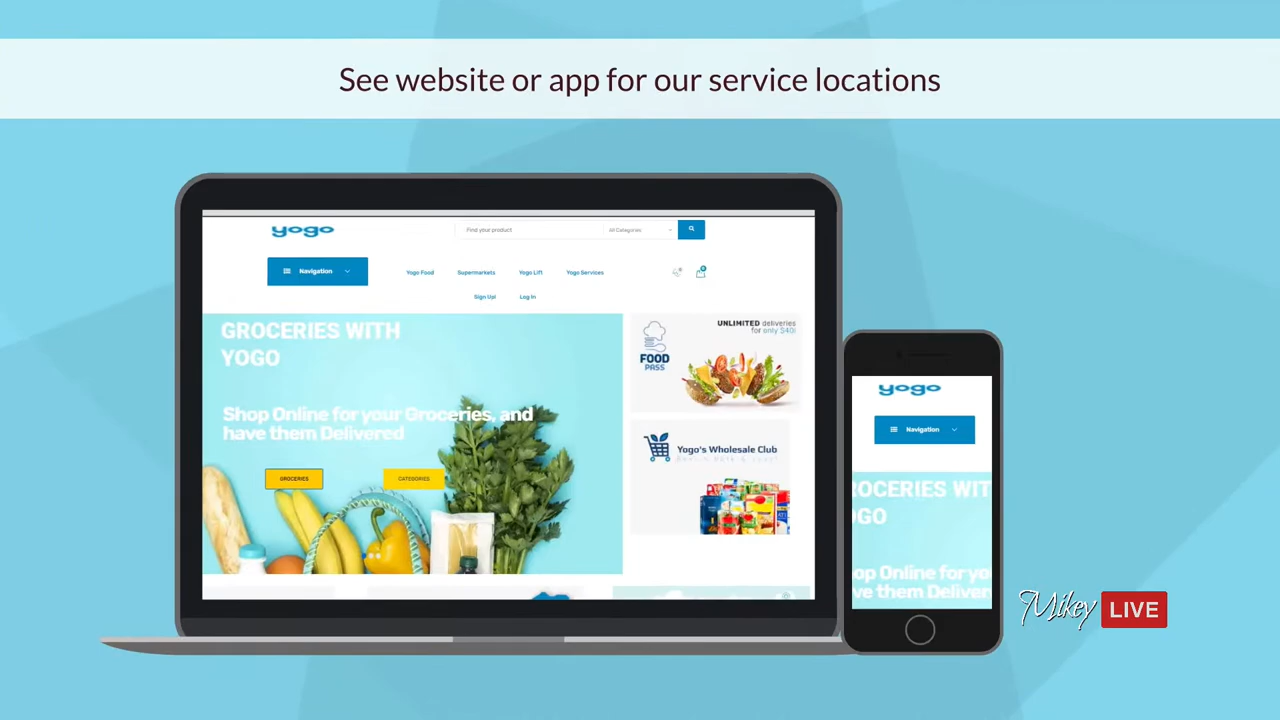 See website or app for our service locations
yogo
Find your product
All Categories
Navigation
Yogo Food
Supermarkets
Yogo Lift
Yogo Services
Sign Up!
Log In
GROCERIES WITH
YOGO
Shop Online for your Groceries, and
have them Delivered
GROCERIES
CATEGORIES
UNLIMITED deliveries
for only $40!
FOOD
PASS
Yogo's Wholesale Club
yogo
Navigation
ROCERIES WIT
OGO
op Online for yo
ve them Deliver
Mikey LIVE